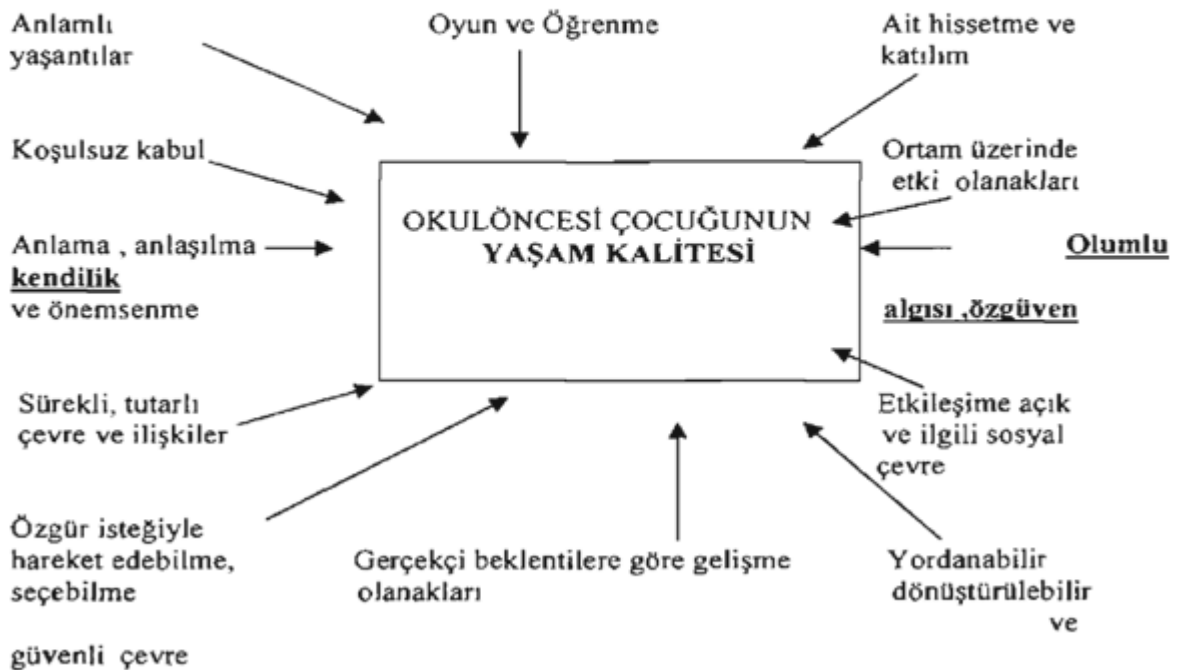 Anlamlı
yaşantılar
Oyun ve Öğrenme
Ait hissetme ve
katılım
Koşulsuz kabul
Ortam üzerinde
etki olanakları
OKULÖNCESİ ÇOCUĞUNUN
YAŞAM KALİTESİ
Anlama , anlaşılma
kendilik
ve önemsenme
Olumlu
algısı ,özgüven
Sürekli, tutarlı
çevre ve ilişkiler
Etkileşime açık
ve ilgili sosyal
çevre
Özgür isteğiyle
hareket edebilme,
seçebilme
Gerçekçi beklentilere göre gelişme
olanakları
Yordanabilir
dönüştürülebilir
ve
güvenli çevre